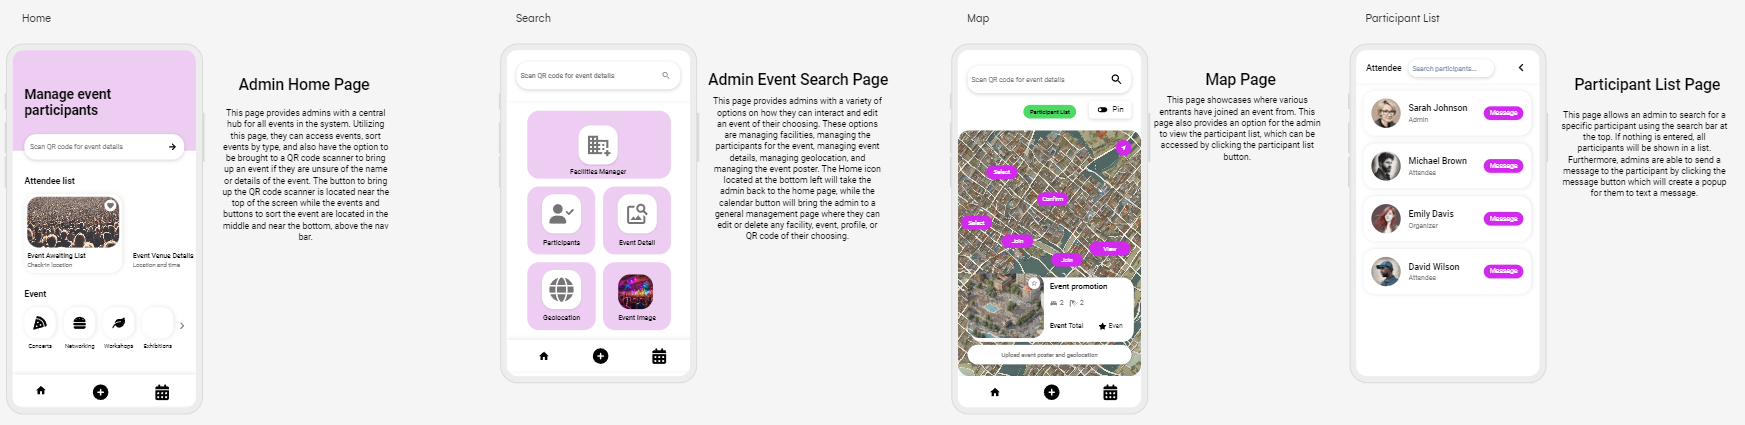 Home
Manage event
participants
Scan QR code for event details
Attendee list
Event Awaiting List
Check-in location
Event Venue Details
Location and time
Event
Concerts
Networking
Workshops
Exhibitions
Admin Home Page
This page provides admins with a central
hub for all events in the system. Utilizing
this page, they can access events, sort
events by type, and also have the option to
be brought to a QR code scanner to bring
up an event if they are unsure of the name
or details of the event. The button to bring
up the QR code scanner is located near the
top of the screen while the events and
buttons to sort the event are located in the
middle and near the bottom, above the nav
bar.
Search
Scan QR code for event details
Facilities Manager
Participants
Event Detail
Geolocation
Event Image
Admin Event Search Page
This page provides admins with a variety of
options on how they can interact and edit
an event of their choosing. These options
are managing facilities, managing the
participants for the event, managing event
details, managing geolocation, and
managing the event poster. The Home icon
located at the bottom left will take the
admin back to the home page, while the
calendar button will bring the admin to a
general management page where they can
edit or delete any facility, event, profile, or
QR code of their choosing.
Map
Scan QR code for event details
Participant List
Pin
Select
Confirm
Select
Join
View
Join
Event promotion
2
2
Event Total
Even
Upload event poster and geolocation
Map Page
This page showcases where various
entrants have joined an event from. This
page also provides an option for the admin
to view the participant list, which can be
accessed by clicking the participant list
button.
Participant List
Attendee
Search participants...
Sarah Johnson
Admin
Message
Michael Brown
Attendee
Message
Emily Davis
Organizer
Message
David Wilson
Attendee
Message
Participant List Page
This page allows an admin to search for a
specific participant using the search bar at
the top. If nothing is entered, all
participants will be shown in a list.
Furthermore, admins are able to send a
message to the participant by clicking the
message button which will create a popup
for them to text a message.